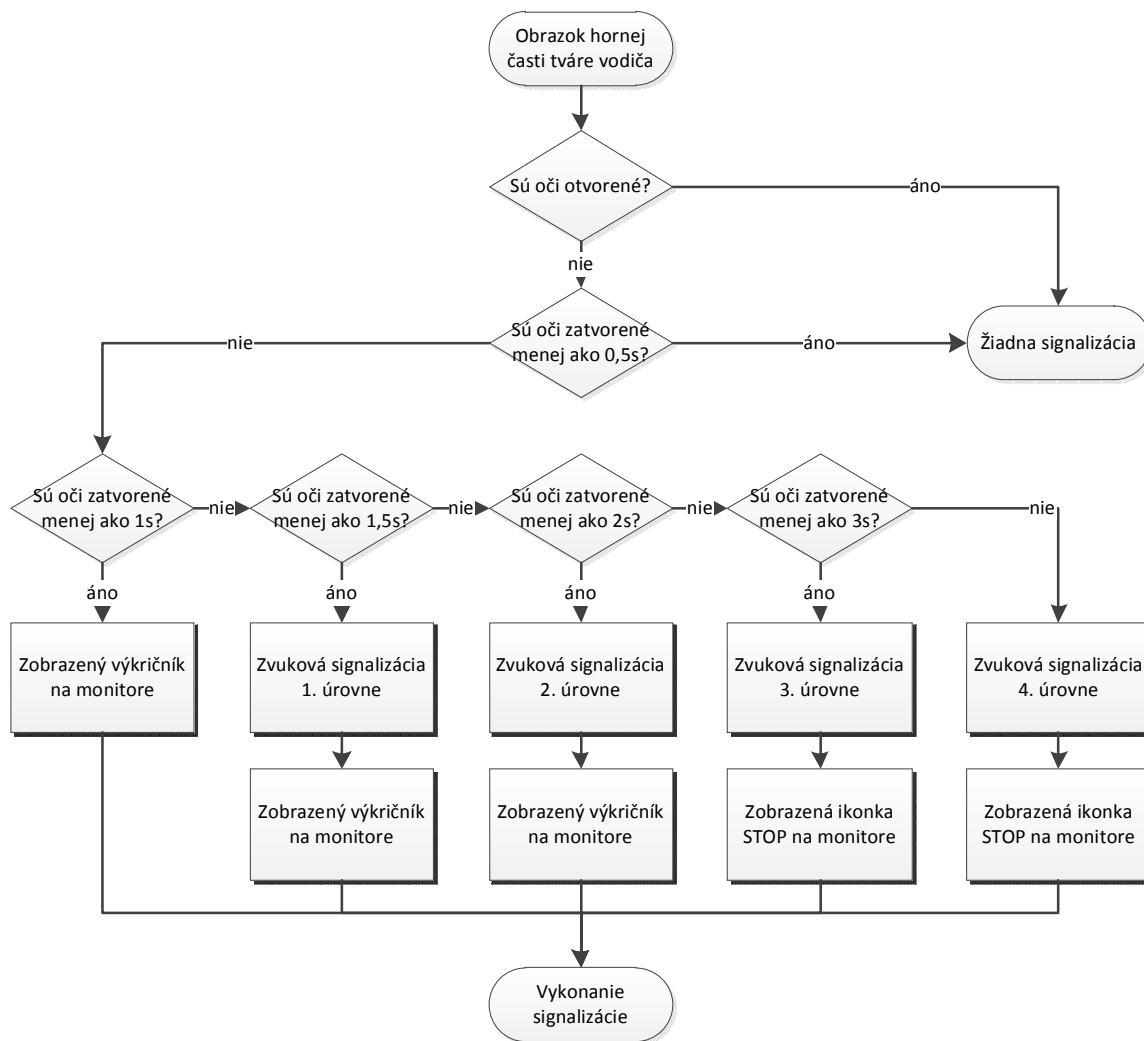 Obrazok hornej
časti tváre vodiča
Sú oči otvorené?
áno
nie
Sú oči zatvorené
menej ako 0,5s?
nie
áno
Žiadna signalizácia
Sú oči zatvorené
menej ako 1s?
nie
Sú oči zatvorené
menej ako 1,5s?
nie
Sú oči zatvorené
menej ako 2s?
nie
Sú oči zatvorené
menej ako 3s?
nie
áno
áno
áno
áno
Zobrazený výkričník
na monitore
Zvuková signalizácia
1. úrovne
Zvuková signalizácia
2. úrovne
Zvuková signalizácia
3. úrovne
Zvuková signalizácia
4. úrovne
Zobrazený výkričník
na monitore
Zobrazený výkričník
na monitore
Zobrazená ikonka
STOP na monitore
Zobrazená ikonka
STOP na monitore
Vykonanie
signalizácie